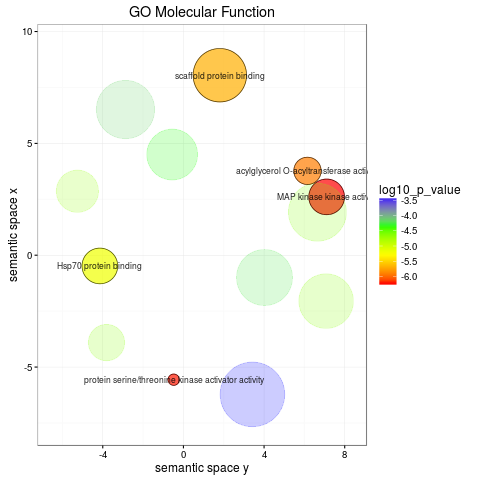 GO Molecular Function
10
5
0
-5
semantic space x
scaffold protein binding
acylglycerol O-acyltransferase acti
MAP kinase kinase activ
Hsp70 protein binding
protein serine/threonine kinase activator activity
-4
0
4
8
semantic space y
log10_p_value
-3.5
-4.0
-4.5
-5.0
-5.5
-6.0